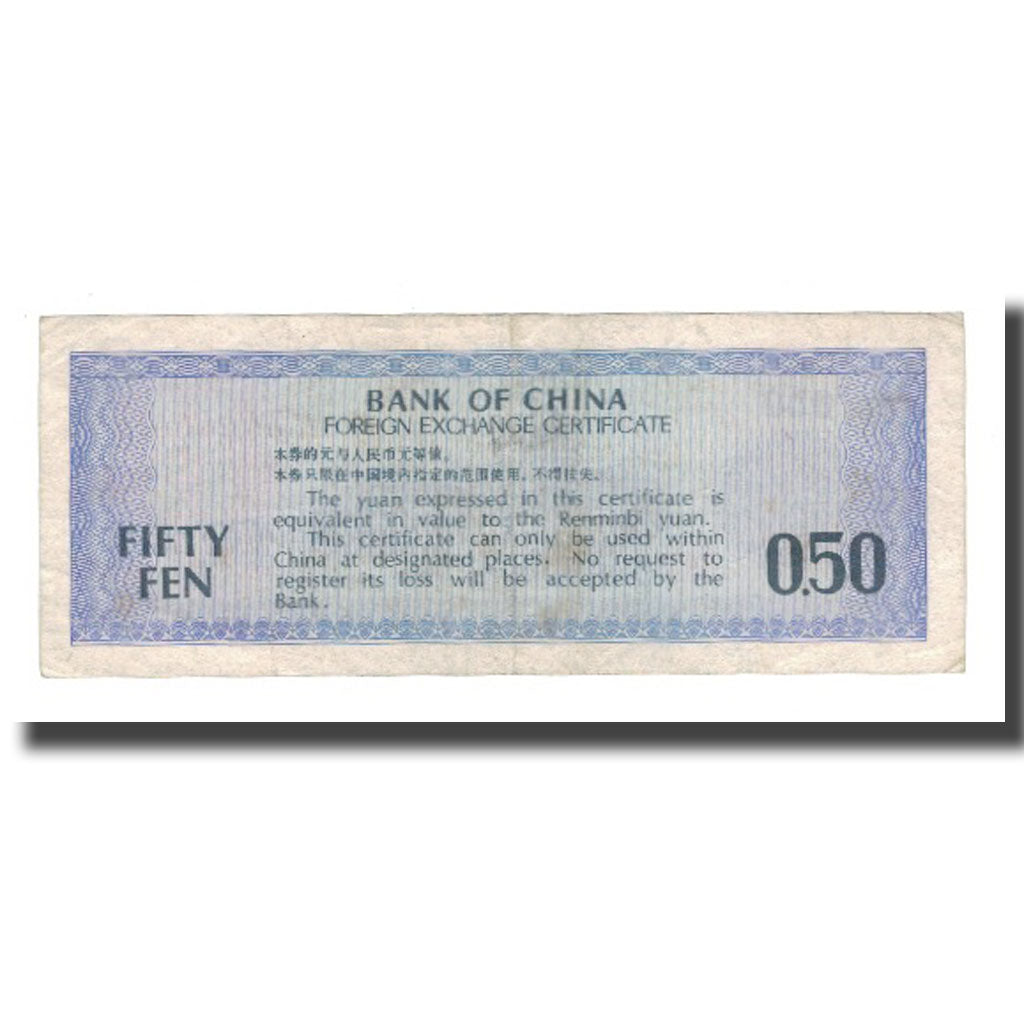 BANK OF CHINA
FOREIGN EXCHANGE CERTIFICATE
本券的元与人民币元等值。
本券只限在中国境内指定的范围使用,不得挂失。
The yuan expressed in this certificate is
equivalent in value to the Renminbi yuan.
This certificate can only be used within
China at designated places. No request to
register its loss will be accepted by the
Bank.
FIFTY
FEN
0.50